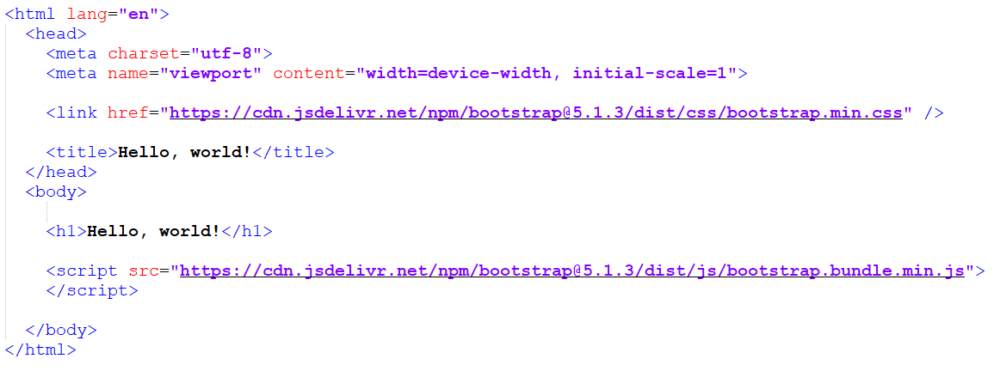 <html lang="en">
<head>
<meta charset="utf-8">
<meta name="viewport" content="width=device-width, initial-scale=1">
<link href="https://cdn.jsdelivr.net/npm/bootstrap@5.1.3/dist/css/bootstrap.min.css" />
<title>Hello, world!</title>
</head>
<body>
<h1>Hello, world!</h1>
<script src="https://cdn.jsdelivr.net/npm/bootstrap@5.1.3/dist/js/bootstrap.bundle.min.js">
</script>
</body>
</html>